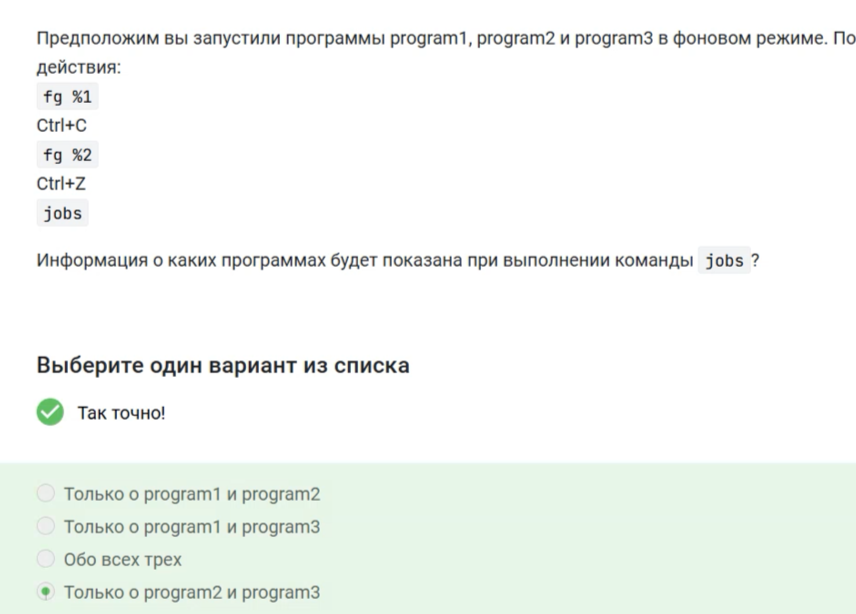 Предположим вы запустили программы program1, program2 и program3 в фоновом режиме. По
действия:
fg %1
Ctrl+C
fg %2
Ctrl+Z
jobs
Информация о каких программах будет показана при выполнении команды jobs?
Выберите один вариант из списка
Так точно!
Только о program1 и program2
Только о program1 и program3
Обо всех трех
Только о program2 и program3